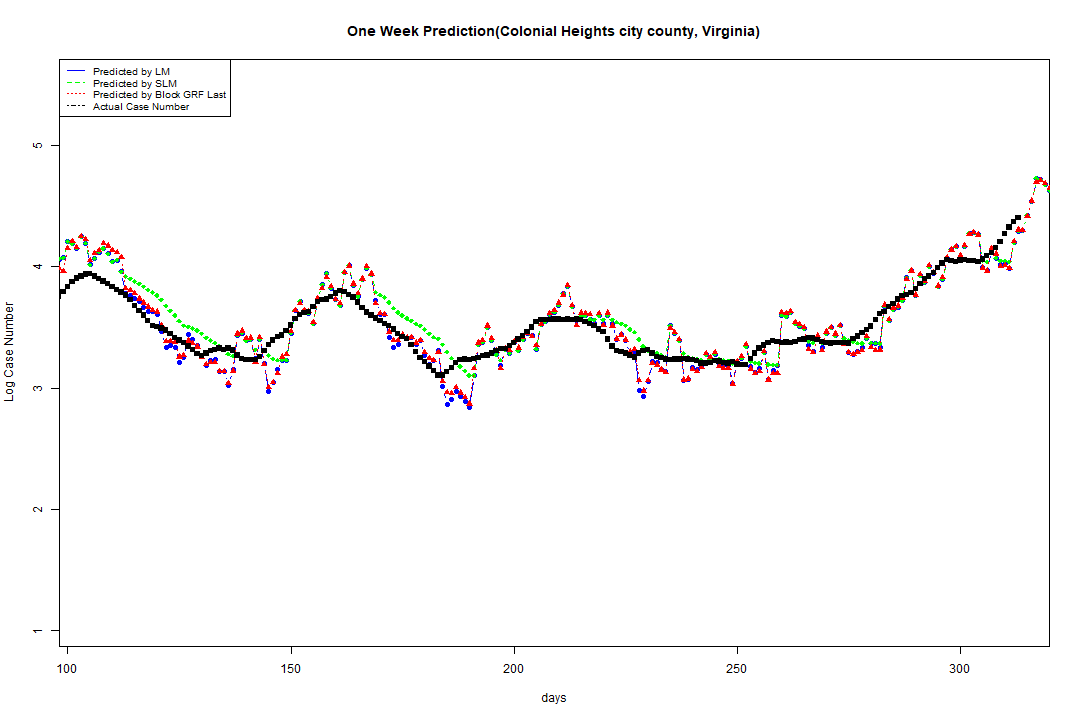 One Week Prediction(Colonial Heights city county, Virginia)
Predicted by LM
Predicted by SLM
Predicted by Block GRF Last
Actual Case Number
5
4
3
2
1
Log Case Number
100 150 200 250 300
days